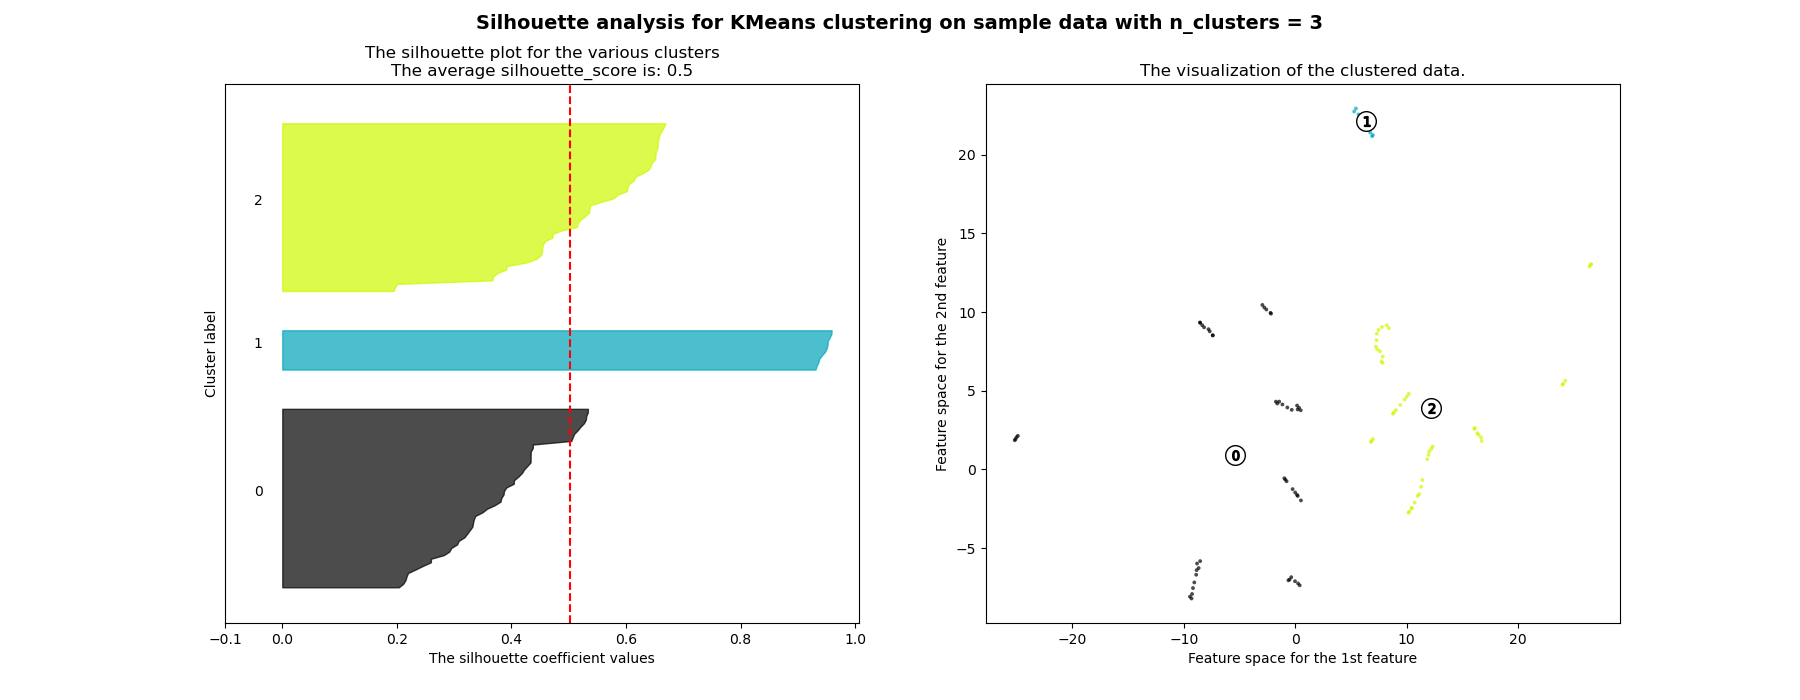 Silhouette analysis for KMeans clustering on sample data with n_clusters = 3
The silhouette plot for the various clusters
The average silhouette_score is: 0.5
Cluster label
2
1
0
−0.1 0.0 0.2 0.4 0.6 0.8 1.0
The silhouette coefficient values
The visualization of the clustered data.
Feature space for the 2nd feature
20
15
10
5
0
−5
1
2
0
−20 −10 0 10 20
Feature space for the 1st feature